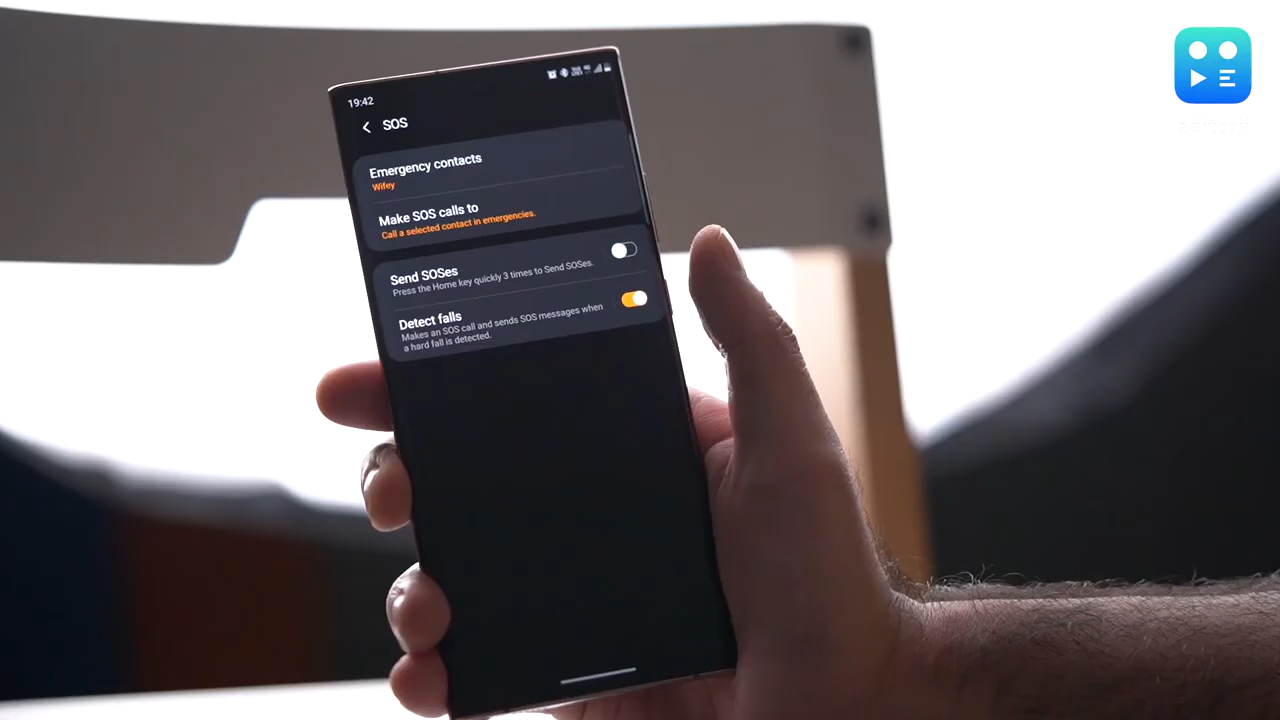 19:42
SOS
Emergency contacts
Wifey
Make SOS calls to
Call a selected contact in emergencies.
Send SOSes
Press the Home key quickly 3 times to Send SOSes.
Detect falls
Makes an SOS call and sends SOS messages when
a hard fall is detected.